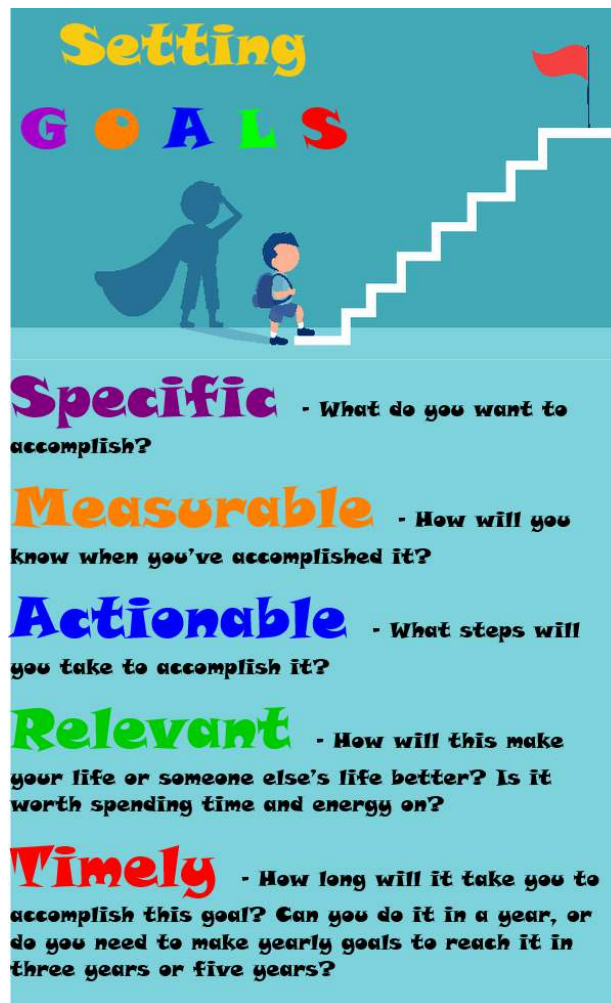 Setting
G O A L S
Specific - What do you want to
accomplish?
Measurable - How will you
know when you've accomplished it?
Actionable - What steps will
you take to accomplish it?
Relevant - How will this make
your life or someone else's life better? Is it
worth spending time and energy on?
Timely - How long will it take you to
accomplish this goal? Can you do it in a year, or
do you need to make yearly goals to reach it in
three years or five years?